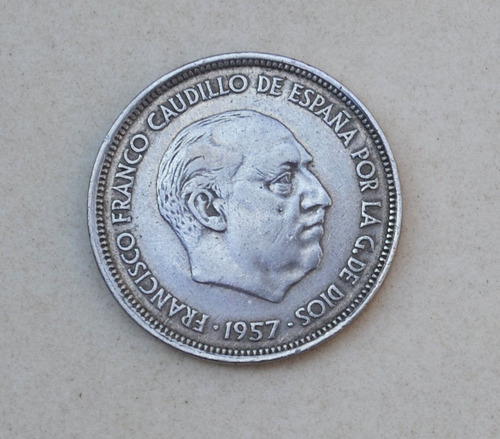 FRANCISCO FRANCO CAUDILLO DE ESPAÑA POR LA G. DE DIOS
· 1957 ·